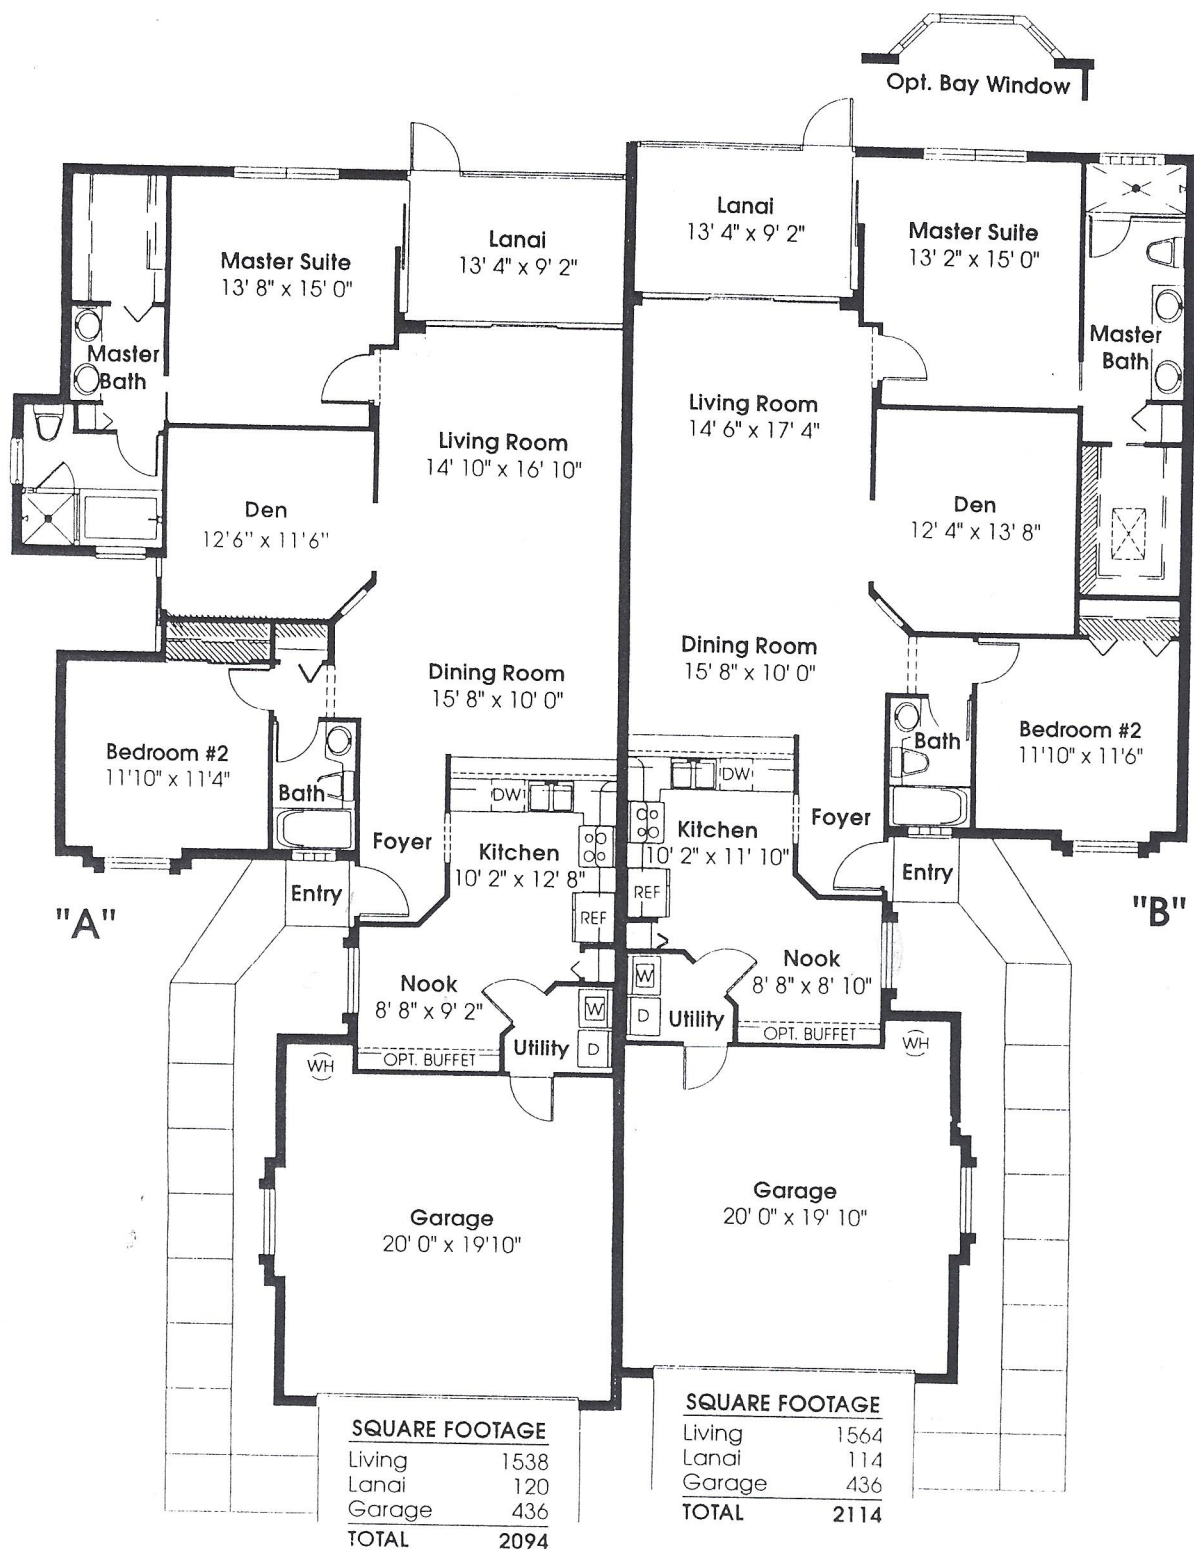 Opt. Bay Window
Master Suite
13' 8" x 15' 0"
Lanai
13' 4" x 9' 2"
Master
Bath
Living Room
14' 10" x 16' 10"
Den
12'6" x 11'6"
Dining Room
15' 8" x 10' 0"
Bedroom #2
11'10" x 11'4"
Bath
Foyer
DW
Kitchen
10' 2" x 12' 8"
REF
Entry
"A"
Nook
8' 8" x 9' 2"
W
D
Utility
OPT. BUFFET
WH
Garage
20' 0" x 19'10"
SQUARE FOOTAGE
Living 1538
Lanai 120
Garage 436
TOTAL 2094
Lanai
13' 4" x 9' 2"
Master Suite
13' 2" x 15' 0"
Master
Bath
Living Room
14' 6" x 17' 4"
Den
12' 4" x 13' 8"
Dining Room
15' 8" x 10' 0"
Bedroom #2
11'10" x 11'6"
Bath
Foyer
DW
Kitchen
10' 2" x 11' 10"
REF
Entry
"B"
Nook
8' 8" x 8' 10"
W
D
Utility
OPT. BUFFET
WH
Garage
20' 0" x 19' 10"
SQUARE FOOTAGE
Living 1564
Lanai 114
Garage 436
TOTAL 2114